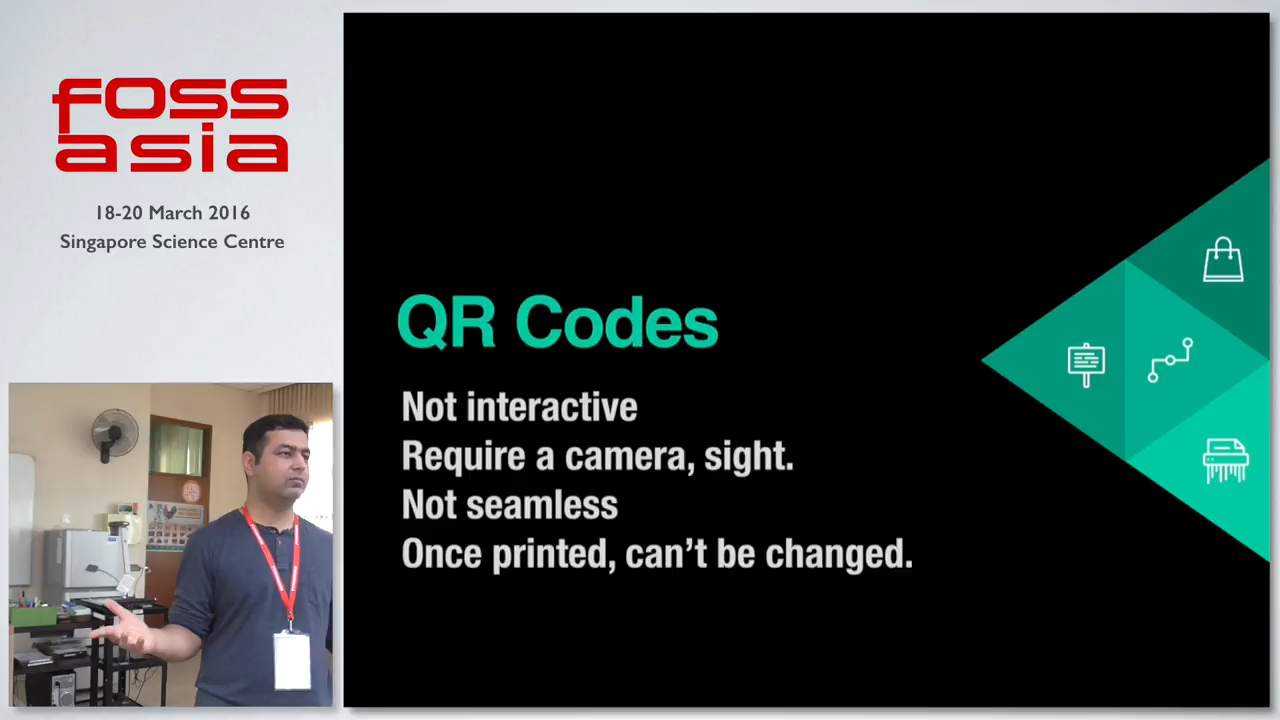 foss
asia
18-20 March 2016
Singapore Science Centre
QR Codes
Not interactive
Require a camera, sight.
Not seamless
Once printed, can't be changed.